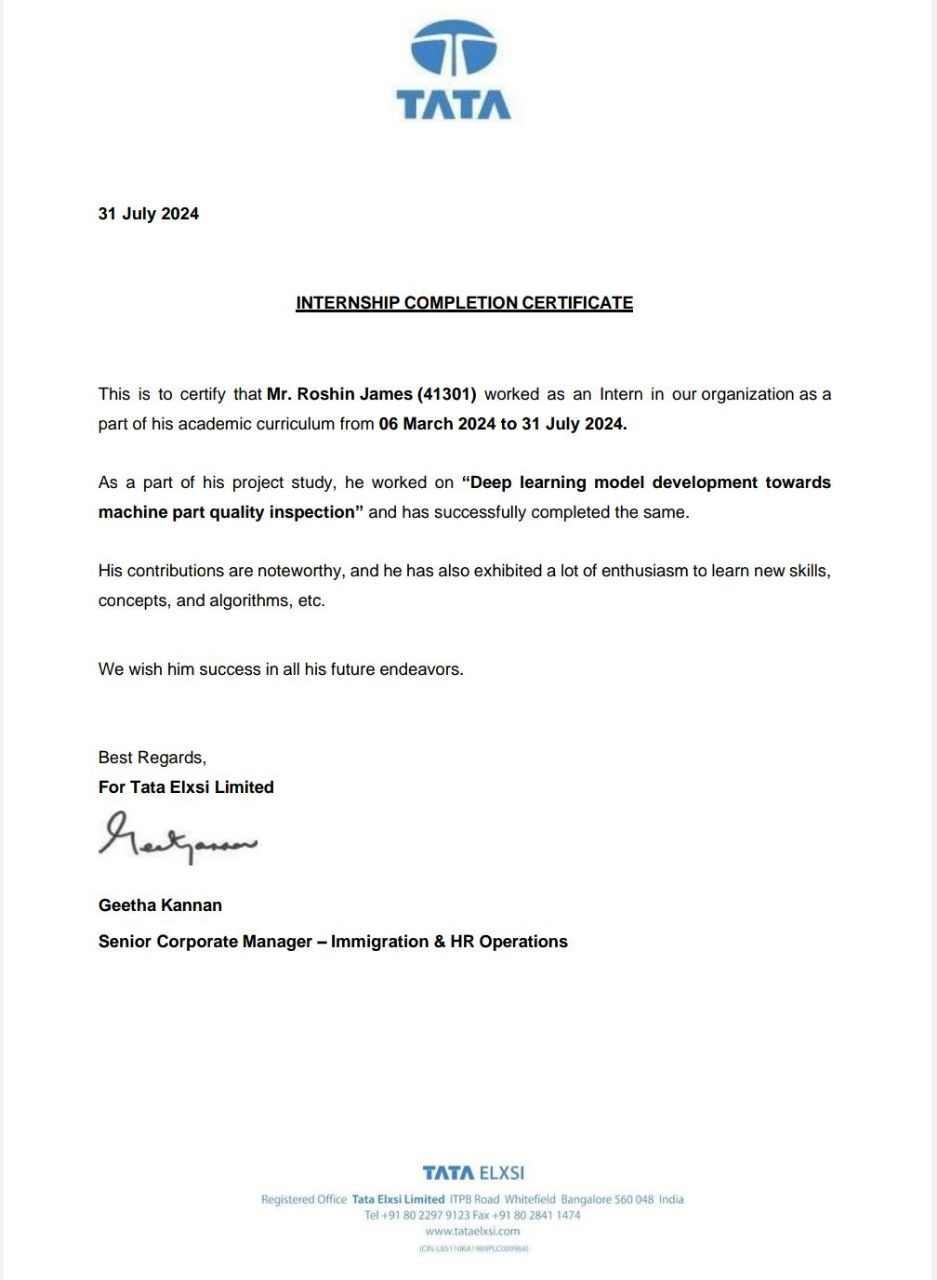 TATA
31 July 2024
INTERNSHIP COMPLETION CERTIFICATE
This is to certify that Mr. Roshin James (41301) worked as an Intern in our organization as a
part of his academic curriculum from 06 March 2024 to 31 July 2024.
As a part of his project study, he worked on “Deep learning model development towards
machine part quality inspection” and has successfully completed the same.
His contributions are noteworthy, and he has also exhibited a lot of enthusiasm to learn new skills,
concepts, and algorithms, etc.
We wish him success in all his future endeavors.
Best Regards,
For Tata Elxsi Limited
Geetha Kannan
Senior Corporate Manager – Immigration & HR Operations
TATA ELXSI
Registered Office Tata Elxsi Limited ITPB Road Whitefield Bangalore 560 048 India
Tel +91 80 2297 9123 Fax +91 80 2841 1474
www.tataelxsi.com
(CIN-L85110KA1989PLC009968)